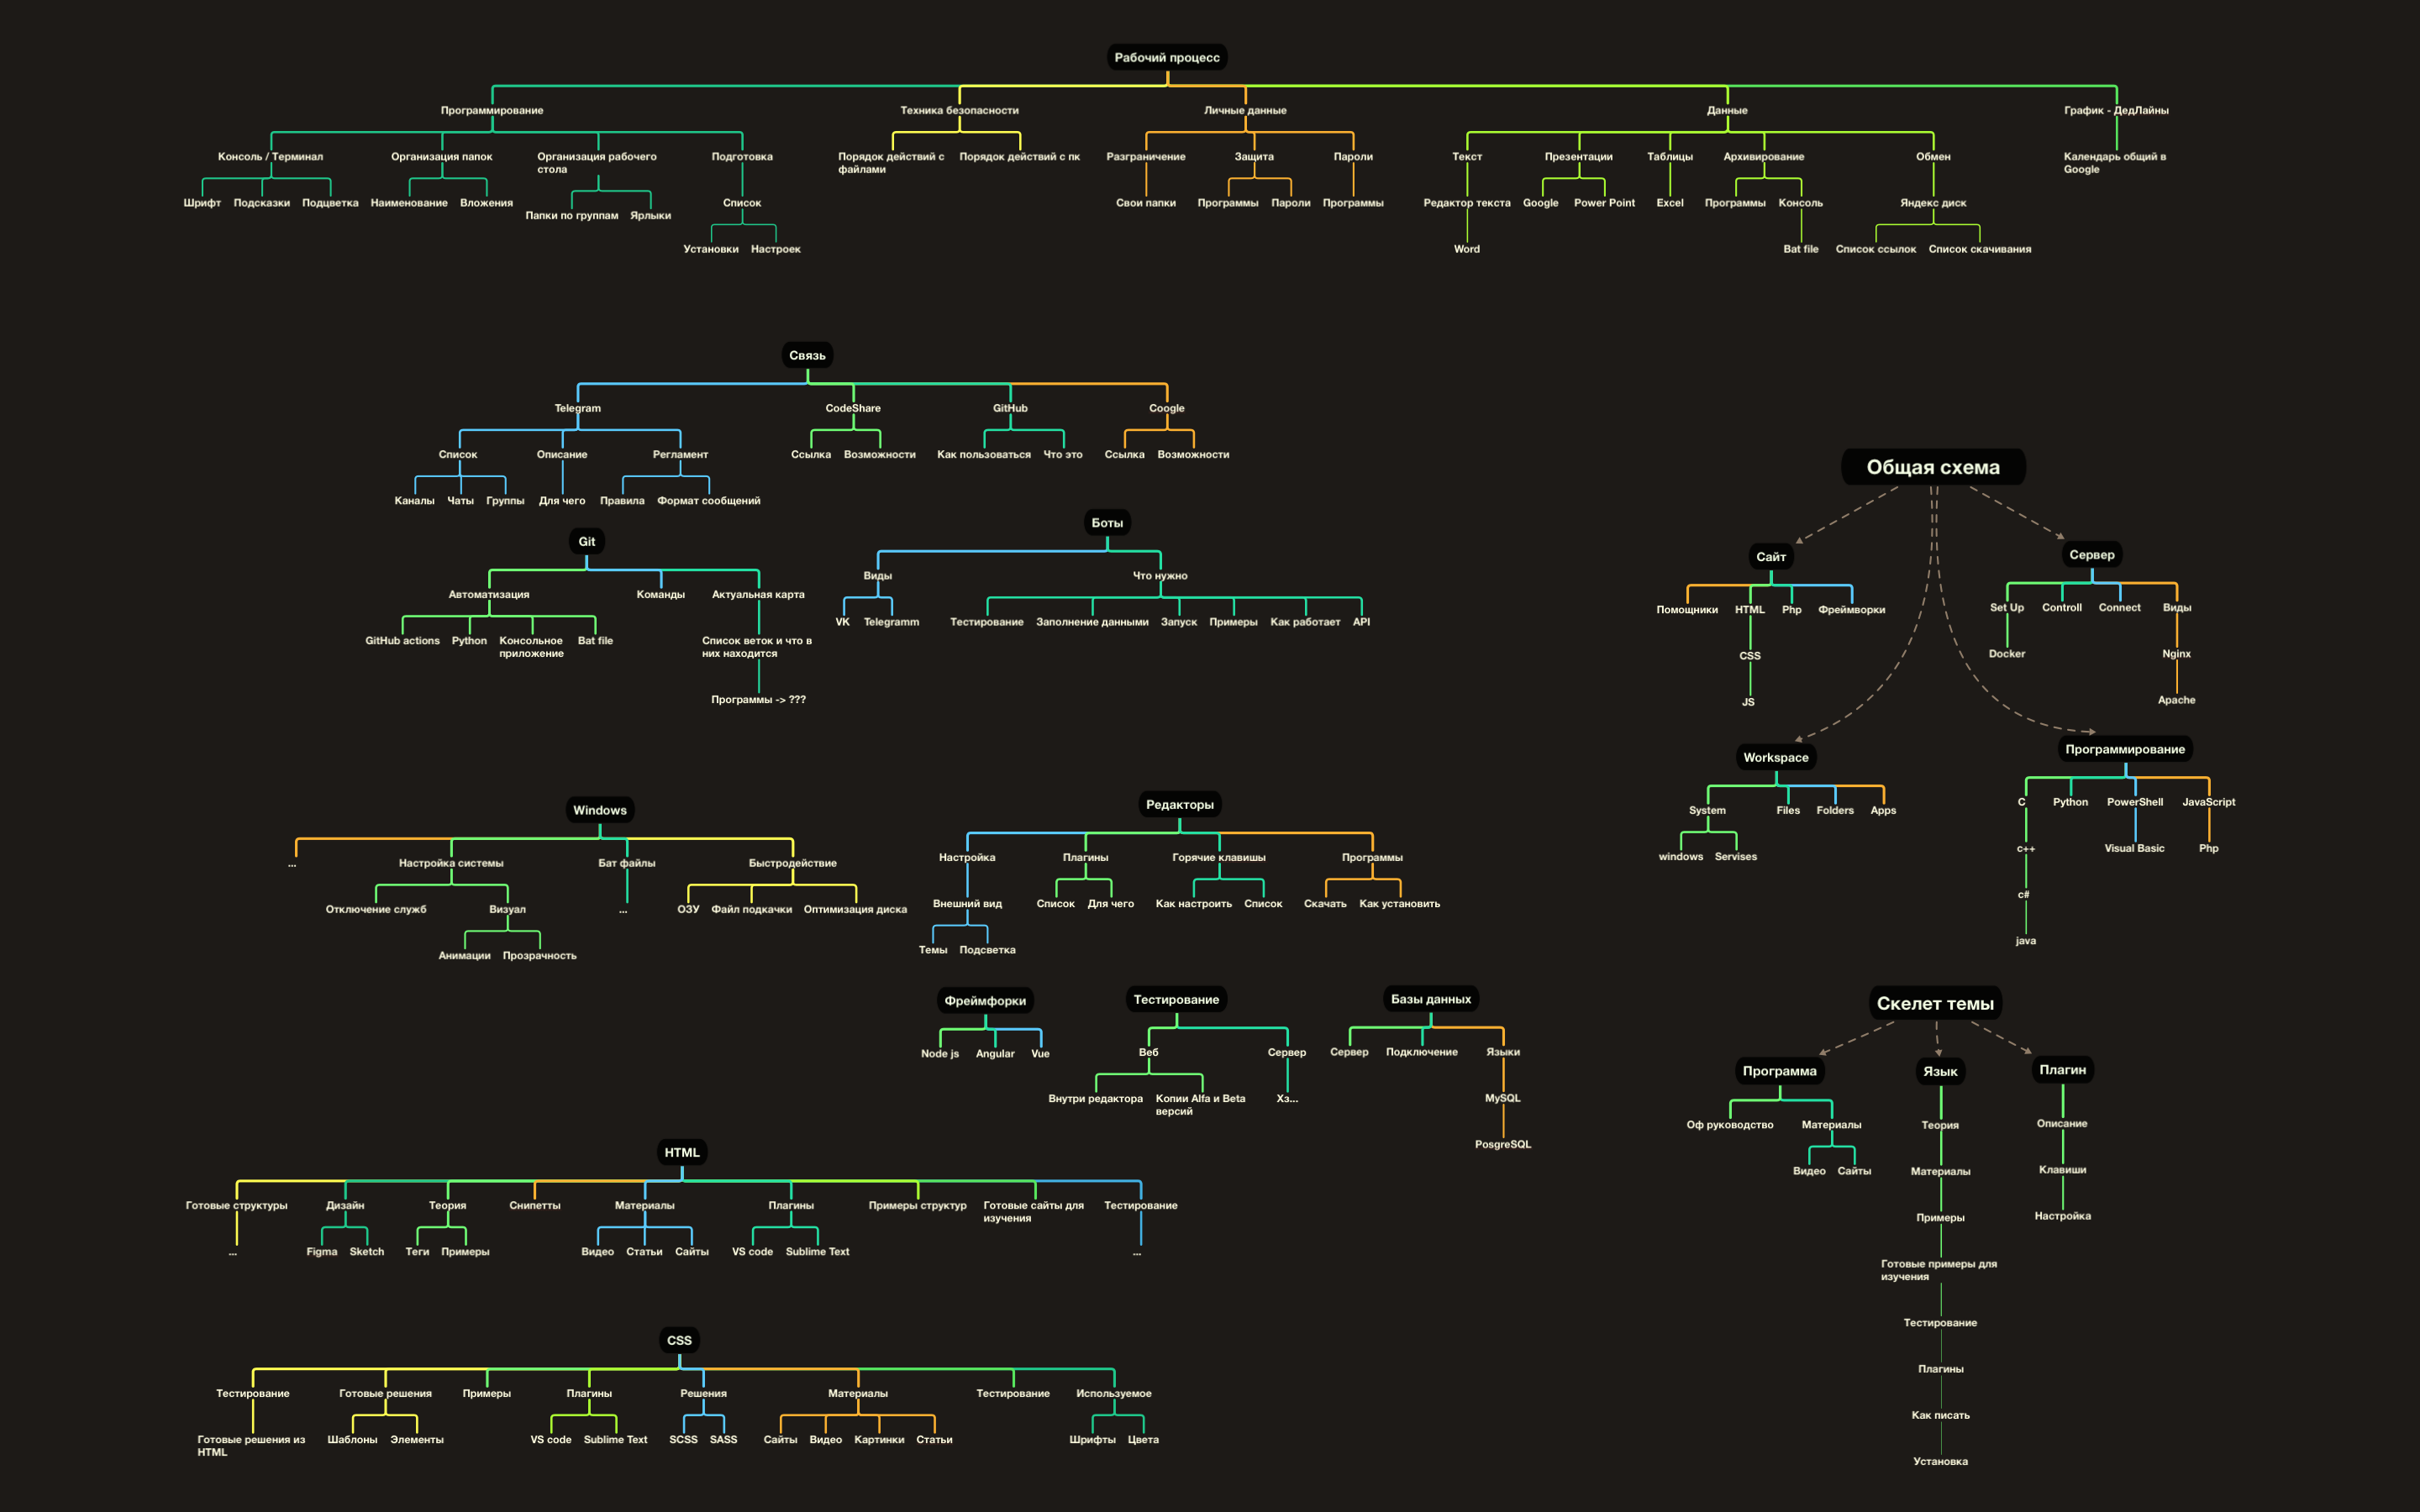 Рабочий процесс
Программирование
Техника безопасности
Личные данные
Данные
График - ДедЛайны
Консоль / Терминал
Организация папок
Организация рабочего
стола
Подготовка
Порядок действий с
файлами
Порядок действий с пк
Разграничение
Защита
Пароли
Текст
Презентации
Таблицы
Архивирование
Обмен
Календарь общий в
Google
Шрифт
Подсказки
Подцветка
Наименование
Вложения
Папки по группам
Ярлыки
Список
Свои папки
Программы
Пароли
Программы
Редактор текста
Google
Power Point
Excel
Программы
Консоль
Яндекс диск
Установки
Настроек
Word
Bat file
Список ссылок
Список скачивания
Связь
Telegram
CodeShare
GitHub
Coogle
Список
Описание
Регламент
Ссылка
Возможности
Как пользоваться
Что это
Ссылка
Возможности
Каналы
Чаты
Группы
Для чего
Правила
Формат сообщений
Git
Автоматизация
Команды
Актуальная карта
GitHub actions
Python
Консольное
приложение
Bat file
Список веток и что в
них находится
Программы -> ???
Боты
Виды
Что нужно
VK
Telegramm
Тестирование
Заполнение данными
Запуск
Примеры
Как работает
API
Общая схема
Сайт
Помощники
HTML
Php
Фреймворки
CSS
JS
Сервер
Set Up
Controll
Connect
Виды
Docker
Nginx
Apache
Workspace
System
Files
Folders
Apps
windows
Servises
Программирование
C
Python
PowerShell
JavaScript
c++
Visual Basic
Php
c#
java
Windows
...
Настройка системы
Бат файлы
Быстродействие
Отключение служб
Визуал
...
ОЗУ
Файл подкачки
Оптимизация диска
Анимации
Прозрачность
Редакторы
Настройка
Плагины
Горячие клавишы
Программы
Внешний вид
Список
Для чего
Как настроить
Список
Скачать
Как установить
Темы
Подсветка
Фреймфорки
Node js
Angular
Vue
Тестирование
Веб
Сервер
Внутри редактора
Копии Alfa и Beta
версий
Хз...
Базы данных
Сервер
Подключение
Языки
MySQL
PosgreSQL
Скелет темы
Программа
Оф руководство
Материалы
Видео
Сайты
Язык
Теория
Материалы
Примеры
Готовые примеры для
изучения
Тестирование
Плагины
Как писать
Установка
Плагин
Описание
Клавиши
Настройка
HTML
Готовые структуры
Дизайн
Теория
Снипетты
Материалы
Плагины
Примеры структур
Готовые сайты для
изучения
Тестирование
...
Figma
Sketch
Теги
Примеры
Видео
Статьи
Сайты
VS code
Sublime Text
...
CSS
Тестирование
Готовые решения
Примеры
Плагины
Решения
Материалы
Тестирование
Используемое
Готовые решения из
HTML
Шаблоны
Элементы
VS code
Sublime Text
SCSS
SASS
Сайты
Видео
Картинки
Статьи
Шрифты
Цвета